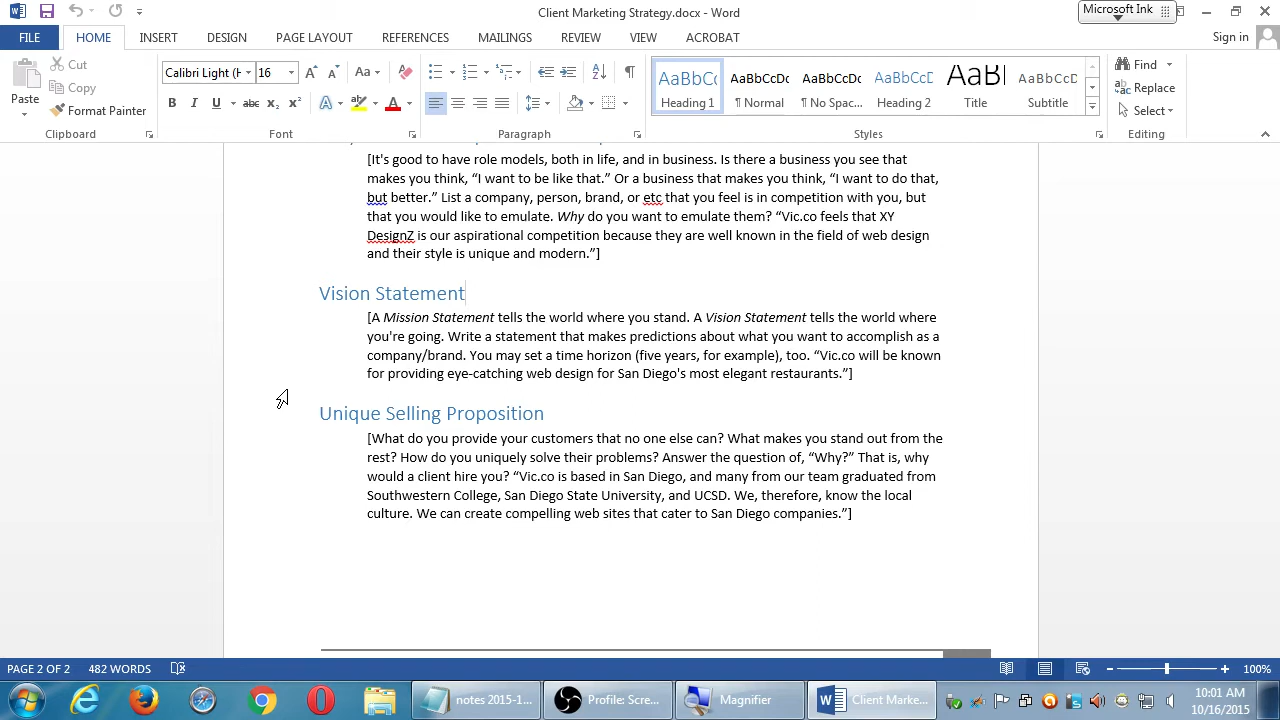 Client Marketing Strategy.docx - Word
Microsoft Ink
FILE HOME INSERT DESIGN PAGE LAYOUT REFERENCES MAILINGS REVIEW VIEW ACROBAT Sign in
Paste
Cut
Copy
Format Painter
Calibri Light (H 16
Aa
B I U abc x₂ x² A A
¶
AaBbCc AaBbCcDc AaBbCcDc AaBbCcD AaB AaBbCcD
Heading 1 ¶ Normal ¶ No Spac... Heading 2 Title Subtitle
Find
Replace
Select
Clipboard Font Paragraph Styles Editing
[It's good to have role models, both in life, and in business. Is there a business you see that
makes you think, “I want to be like that.” Or a business that makes you think, “I want to do that,
but better.” List a company, person, brand, or etc that you feel is in competition with you, but
that you would like to emulate. Why do you want to emulate them? “Vic.co feels that XY
DesignZ is our aspirational competition because they are well known in the field of web design
and their style is unique and modern.”]
Vision Statement
[A Mission Statement tells the world where you stand. A Vision Statement tells the world where
you're going. Write a statement that makes predictions about what you want to accomplish as a
company/brand. You may set a time horizon (five years, for example), too. “Vic.co will be known
for providing eye-catching web design for San Diego's most elegant restaurants.”]
Unique Selling Proposition
[What do you provide your customers that no one else can? What makes you stand out from the
rest? How do you uniquely solve their problems? Answer the question of, “Why?” That is, why
would a client hire you? “Vic.co is based in San Diego, and many from our team graduated from
Southwestern College, San Diego State University, and UCSD. We, therefore, know the local
culture. We can create compelling web sites that cater to San Diego companies.”]
PAGE 2 OF 2 482 WORDS 100%
notes 2015-1... Profile: Scre... Magnifier Client Marke...
10:01 AM
10/16/2015